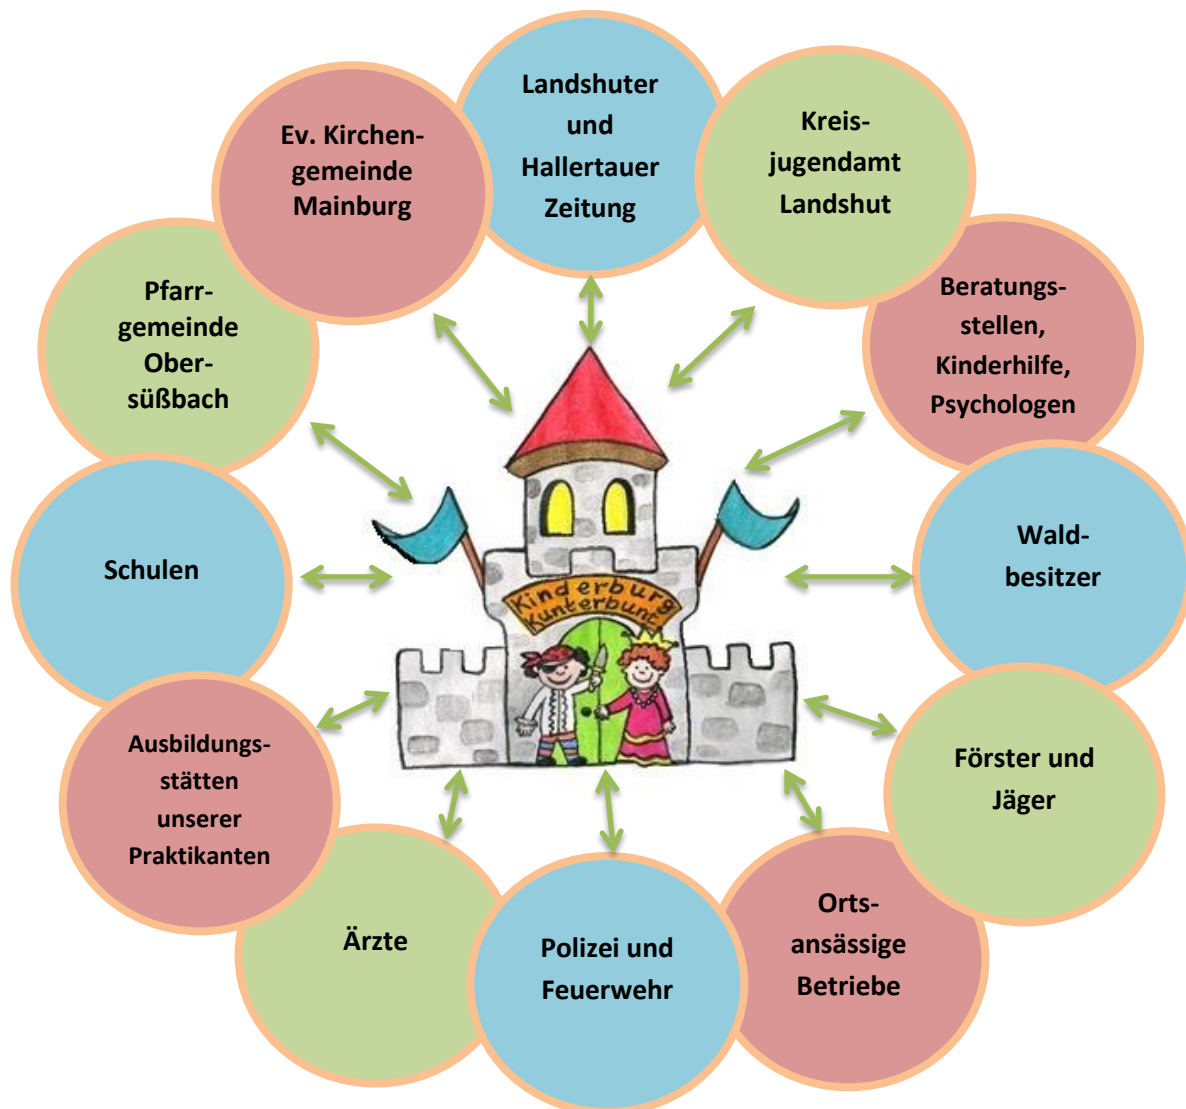 Landshuter
und
Hallertauer
Zeitung
Kreis-
jugendamt
Landshut
Beratungs-
stellen,
Kinderhilfe,
Psychologen
Wald-
besitzer
Förster und
Jäger
Orts-
ansässige
Betriebe
Polizei und
Feuerwehr
Ärzte
Ausbildungs-
stätten
unserer
Praktikanten
Schulen
Pfarr-
gemeinde
Ober-
süßbach
Ev. Kirchen-
gemeinde
Mainburg
Kinderburg
Kunterbunt